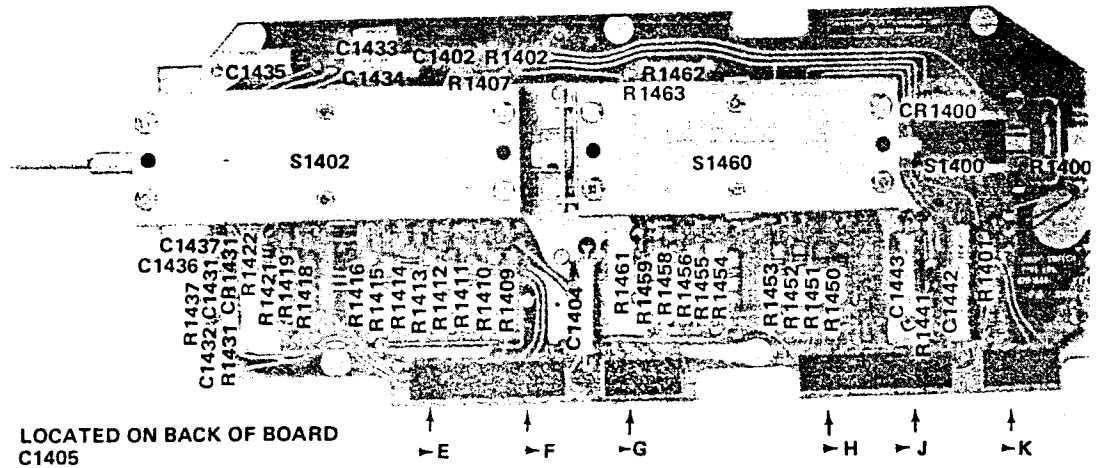 C1433
C1402 R1402
C1435
C1434
R1407
R1462
R1463
CR1400
S1402
S1460
S1400
R1400
C1437
C1436
R1437
C1432 C1431
R1431 CR1431
R1422
R1421
R1419
R1418
R1416
R1415
R1414
R1413
R1412
R1411
R1410
R1409
C1404
R1461
R1459
R1458
R1456
R1455
R1454
R1453
R1452
R1451
R1450
C1443
R1441
C1442
R1401
E
F
G
H
J
K
LOCATED ON BACK OF BOARD
C1405